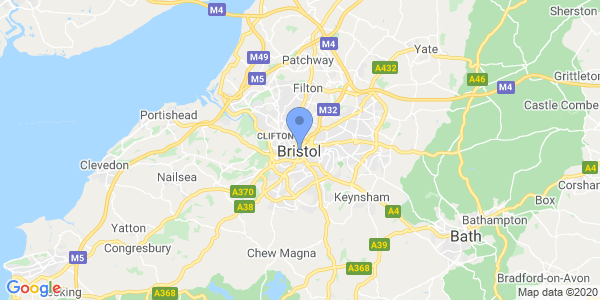 M4
Sherston
M49
Patchway
M4
Yate
M5
A432
A46
Grittleton
Filton
M4
M32
Castle Combe
Portishead
CLIFTON
Bristol
Clevedon
A4
Nailsea
A370
Keynsham
Corsham
A38
Box
A4
Yatton
Bathampton
Congresbury
A39
Bath
Chew Magna
M5
A368
Bradford-on-Avon
Google
A368
Map data ©2020